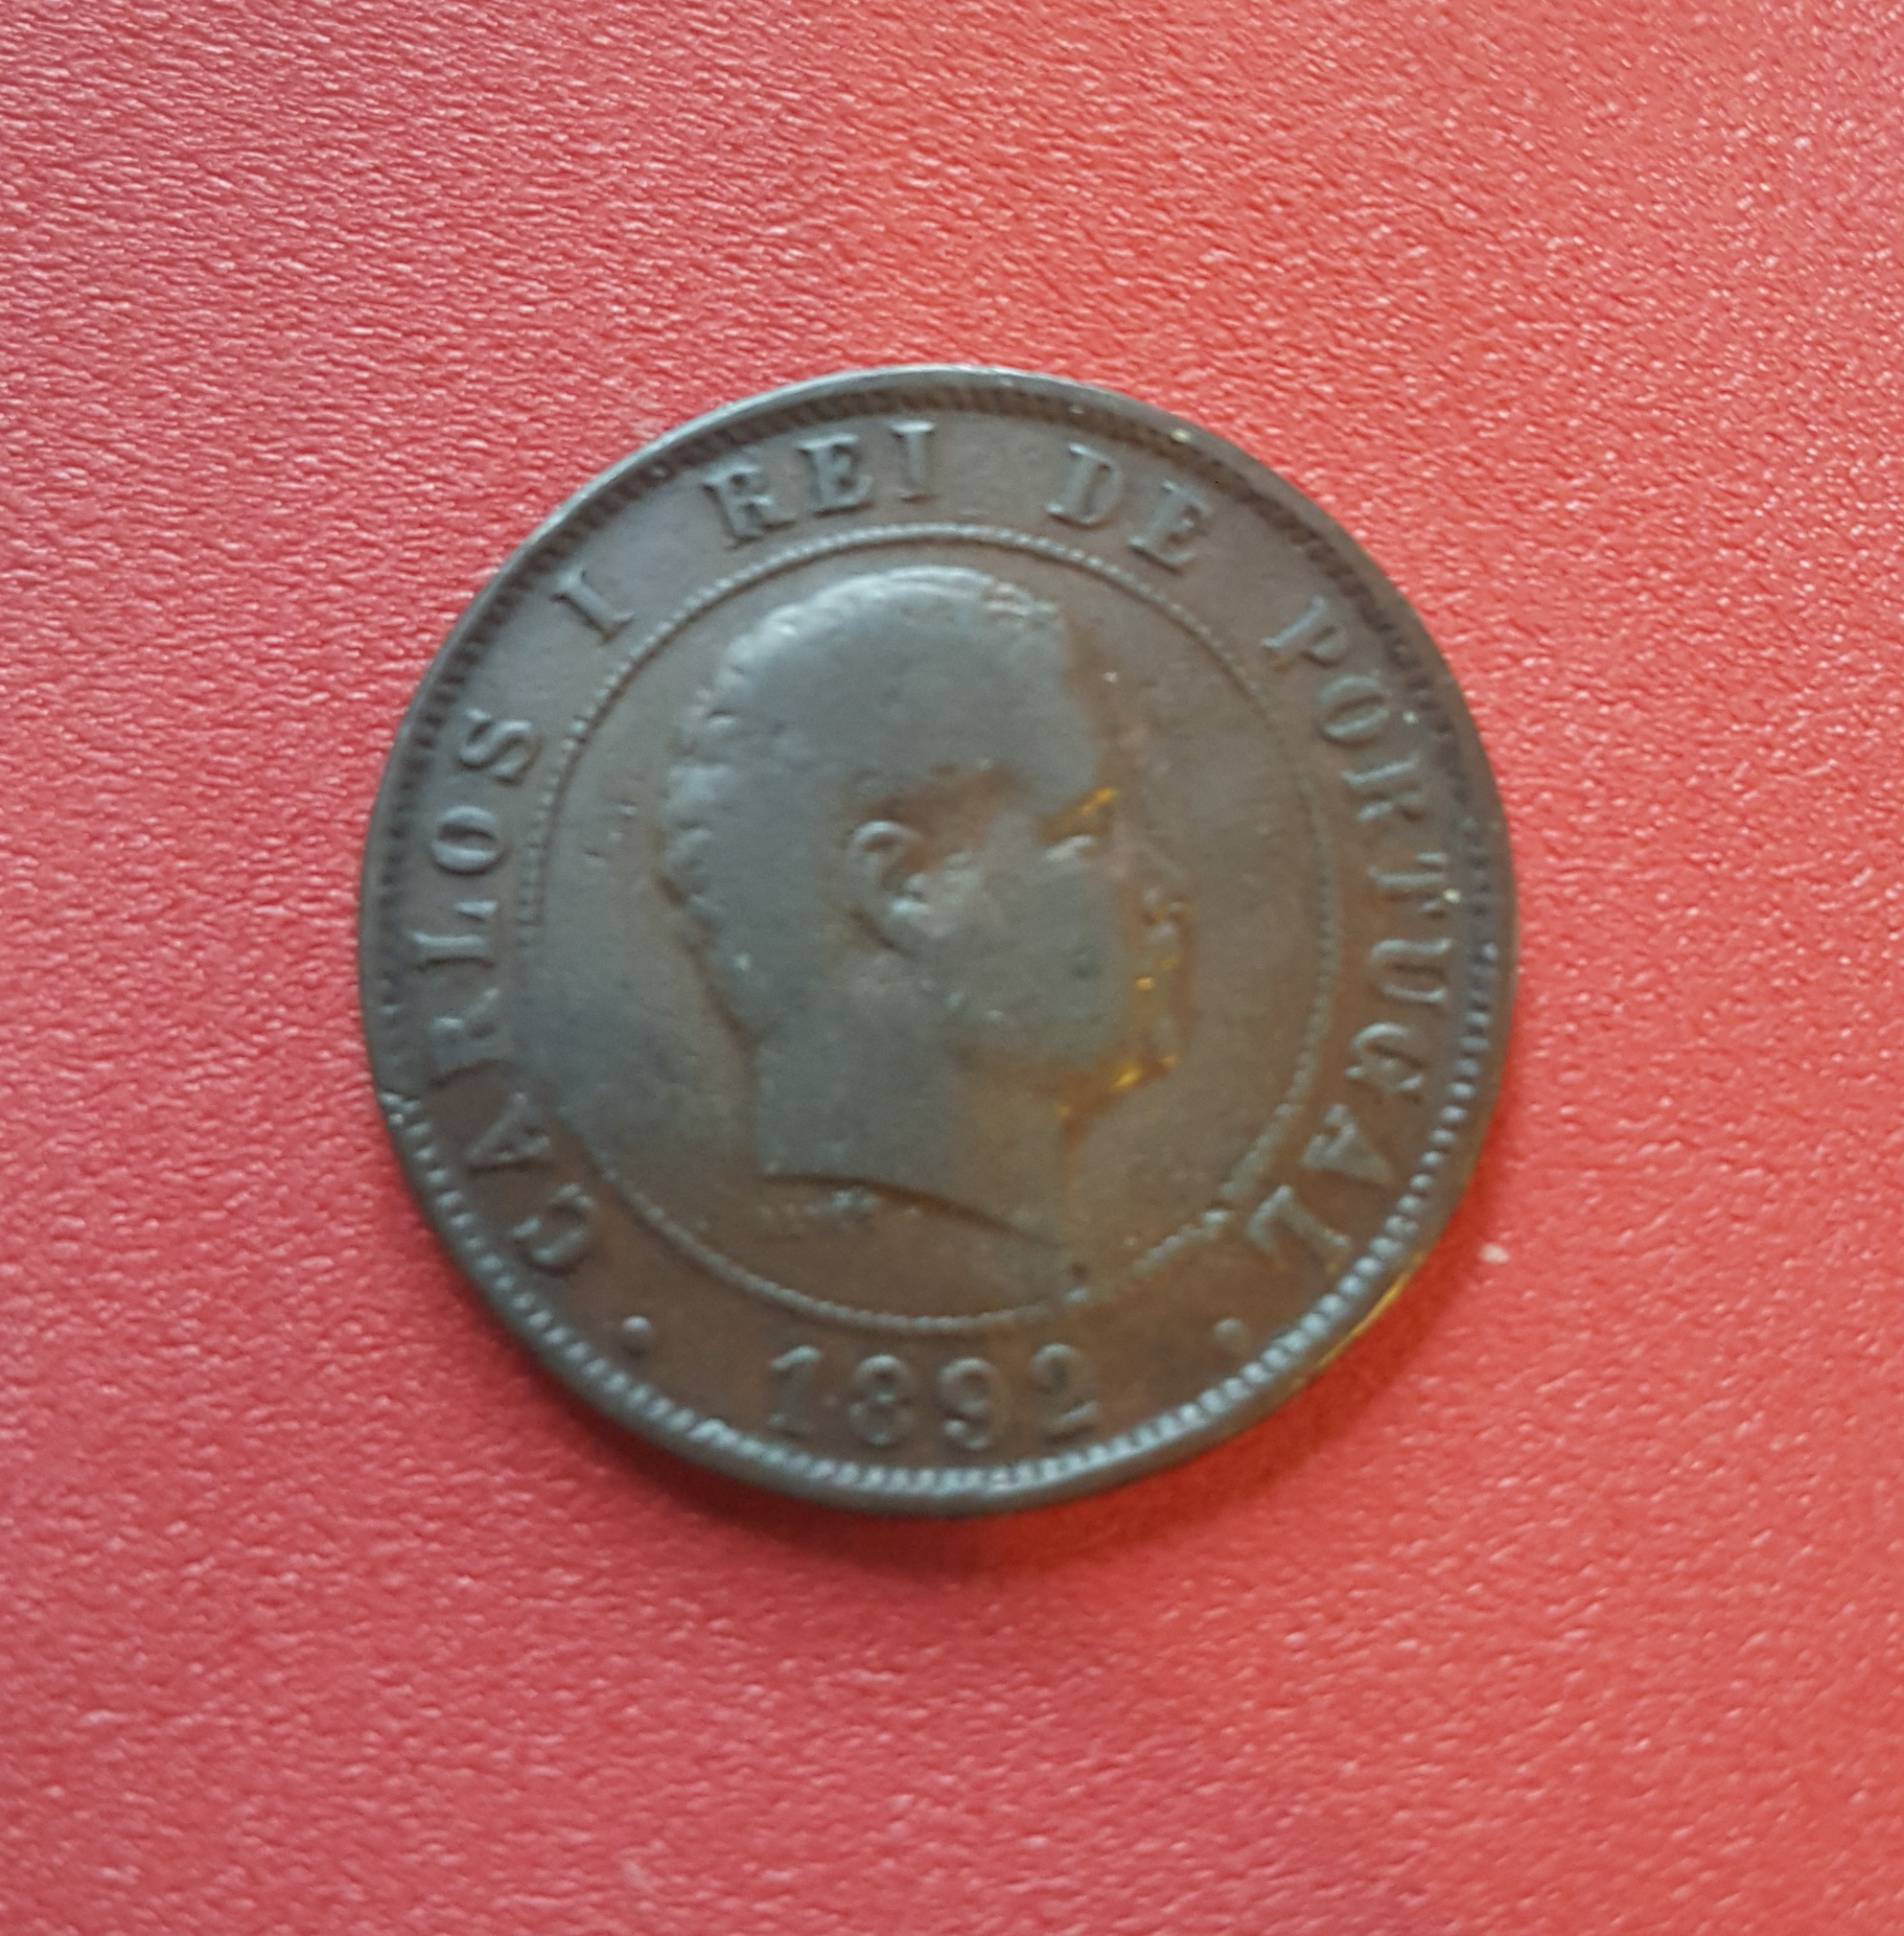 CARLOS I REI DE PORTUGAL
1892